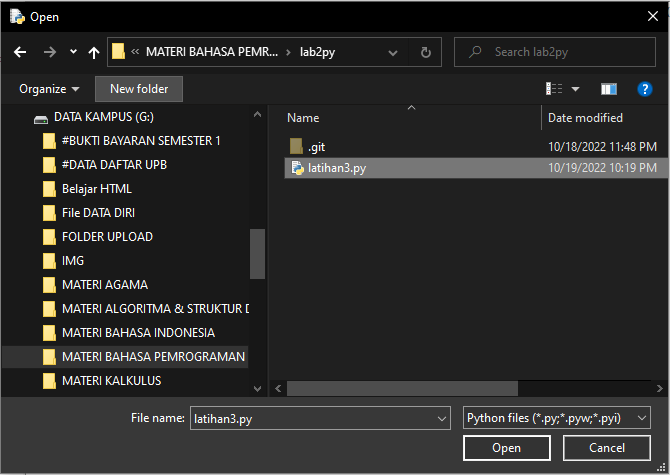 Open
« MATERI BAHASA PEMR... › lab2py
Search lab2py
Organize
New folder
?
DATA KAMPUS (G:)
#BUKTI BAYARAN SEMESTER 1
#DATA DAFTAR UPB
Belajar HTML
File DATA DIRI
FOLDER UPLOAD
IMG
MATERI AGAMA
MATERI ALGORITMA & STRUKTUR D
MATERI BAHASA INDONESIA
MATERI BAHASA PEMROGRAMAN
MATERI KALKULUS
Name Date modified
.git 10/18/2022 11:48 PM
latihan3.py 10/19/2022 10:19 PM
File name: latihan3.py Python files (*.py;*.pyw;*.pyi)
Open Cancel